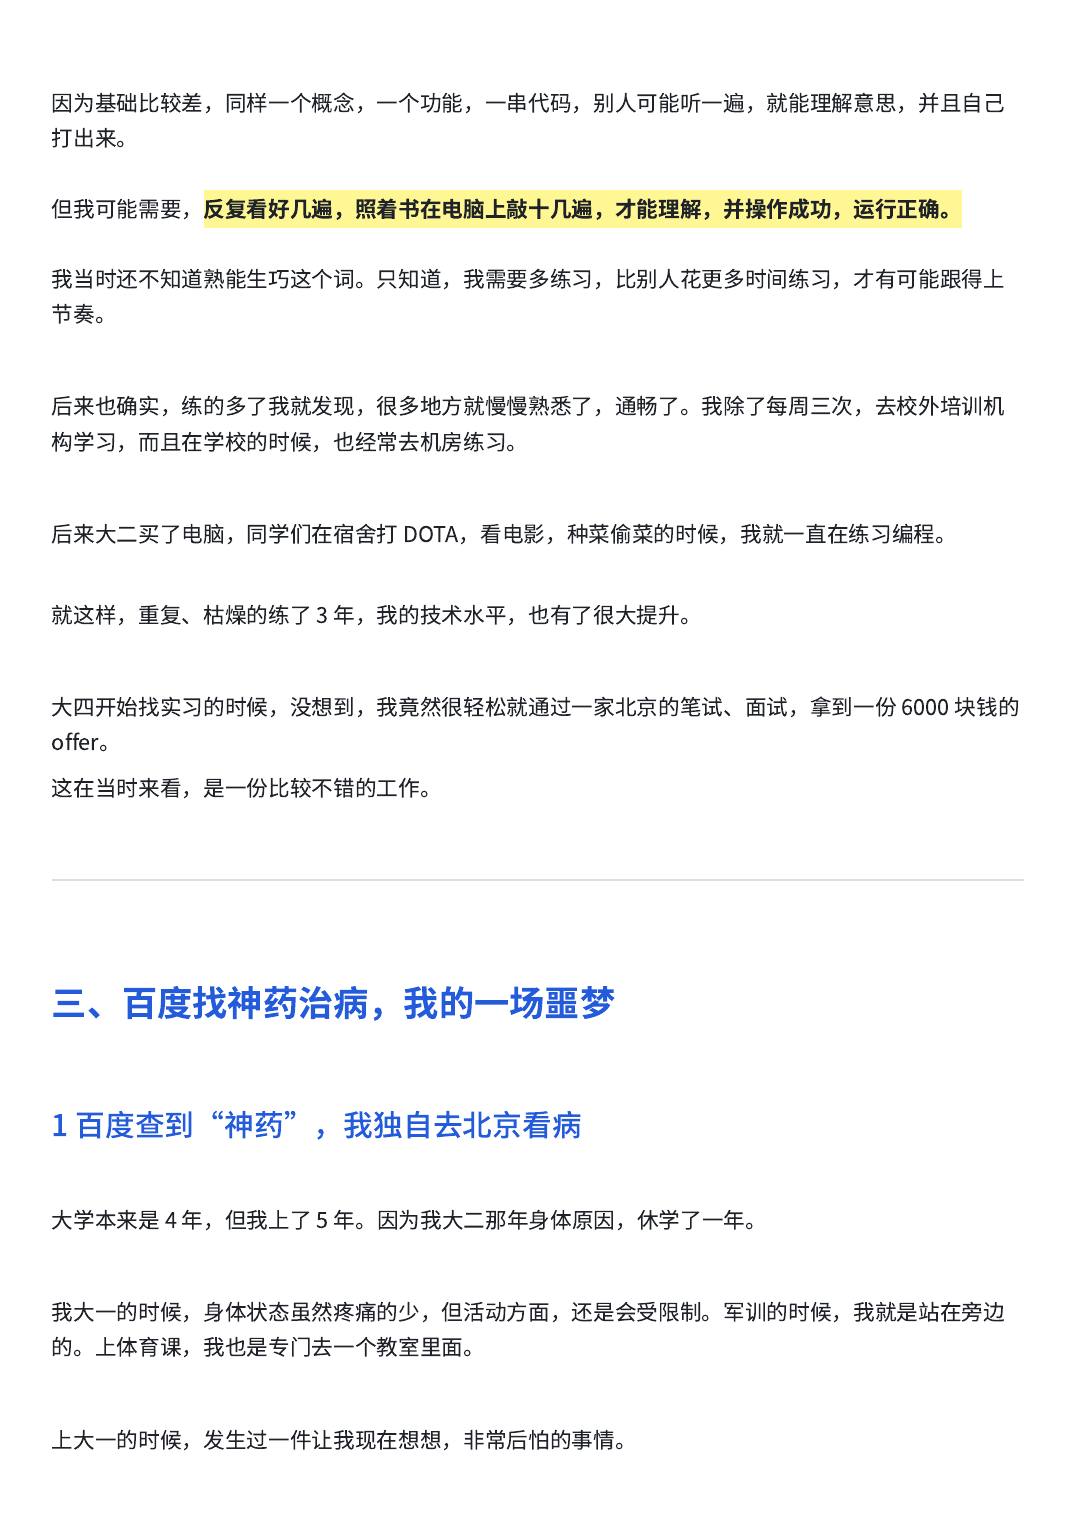 因为基础比较差，同样一个概念，一个功能，一串代码，别人可能听一遍，就能理解意思，并且自己
打出来。
但我可能需要，反复看好几遍，照着书在电脑上敲十几遍，才能理解，并操作成功，运行正确。
我当时还不知道熟能生巧这个词。只知道，我需要多练习，比别人花更多时间练习，才有可能跟得上
节奏。
后来也确实，练的多了我就发现，很多地方就慢慢熟悉了，通畅了。我除了每周三次，去校外培训机
构学习，而且在学校的时候，也经常去机房练习。
后来大二买了电脑，同学们在宿舍打 DOTA，看电影，种菜偷菜的时候，我就一直在练习编程。
就这样，重复、枯燥的练了 3 年，我的技术水平，也有了很大提升。
大四开始找实习的时候，没想到，我竟然很轻松就通过一家北京的笔试、面试，拿到一份 6000 块钱的
offer。
这在当时来看，是一份比较不错的工作。
三、百度找神药治病，我的一场噩梦
1 百度查到“神药”，我独自去北京看病
大学本来是 4 年，但我上了 5 年。因为我大二那年身体原因，休学了一年。
我大一的时候，身体状态虽然疼痛的少，但活动方面，还是会受限制。军训的时候，我就是站在旁边
的。上体育课，我也是专门去一个教室里面。
上大一的时候，发生过一件让我现在想想，非常后怕的事情。